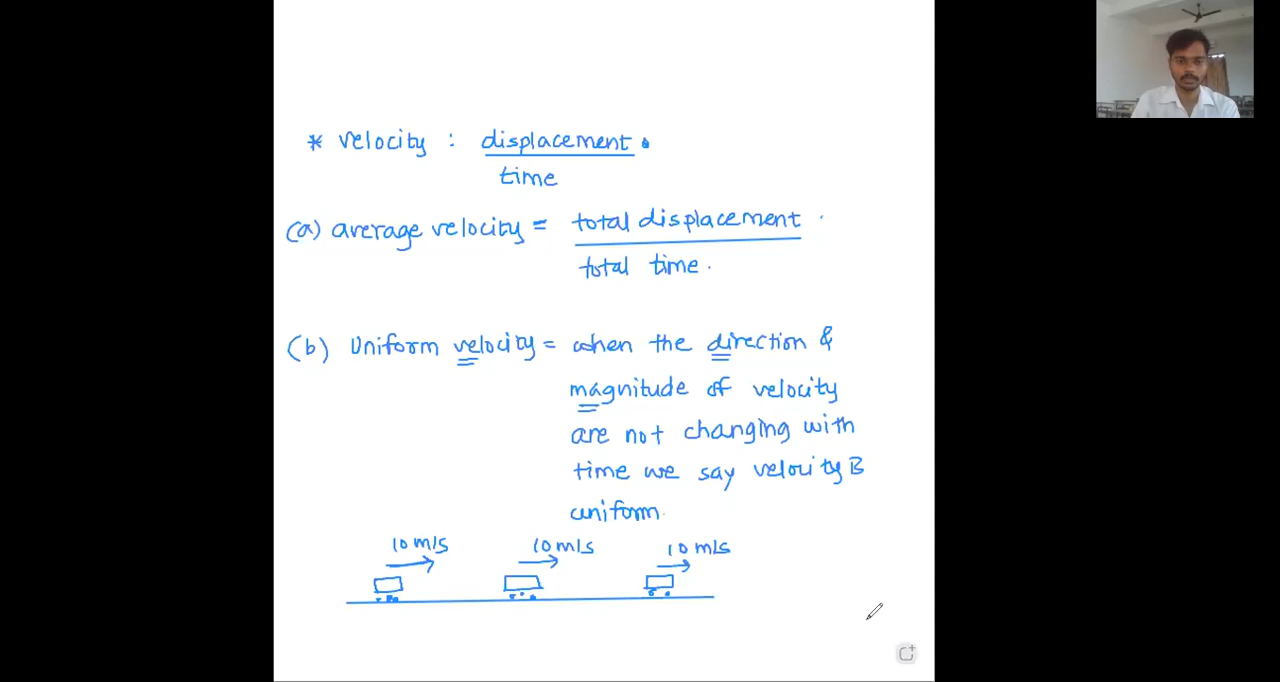 * velocity : displacement
time
(a) average velocity = total displacement
total time.
(b) Uniform velocity = when the direction &
magnitude of velocity
are not changing with
time we say velocity is
uniform.
10 m/s 10 m/s 10 m/s